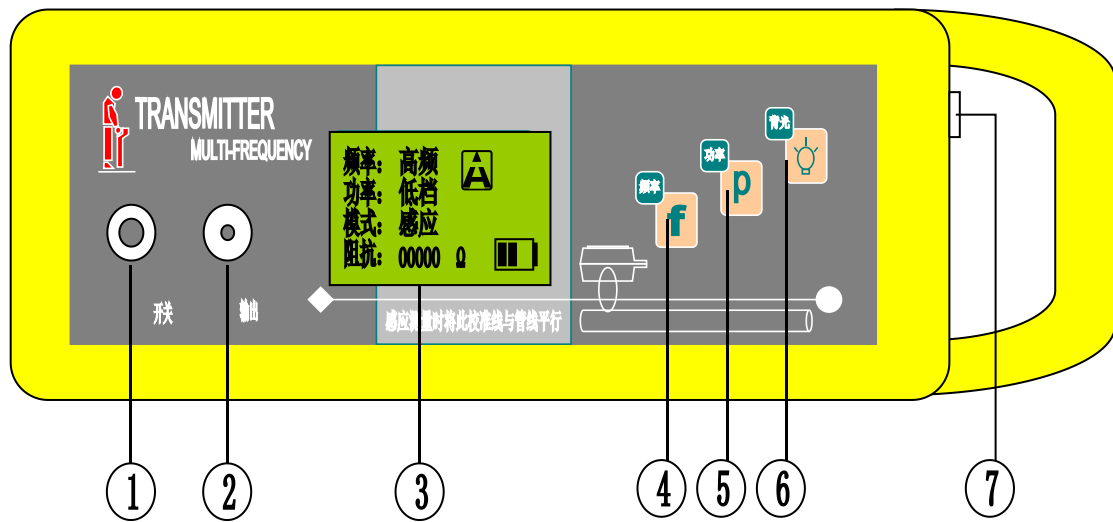 TRANSMITTER
MULTI-FREQUENCY
频率: 高频
功率: 低档
模式: 感应
阻抗: 00000 Ω
A
背光
功率
p
频率
f
开关
输出
感应测量时将此校准线与管线平行
1
2
3
4
5
6
7